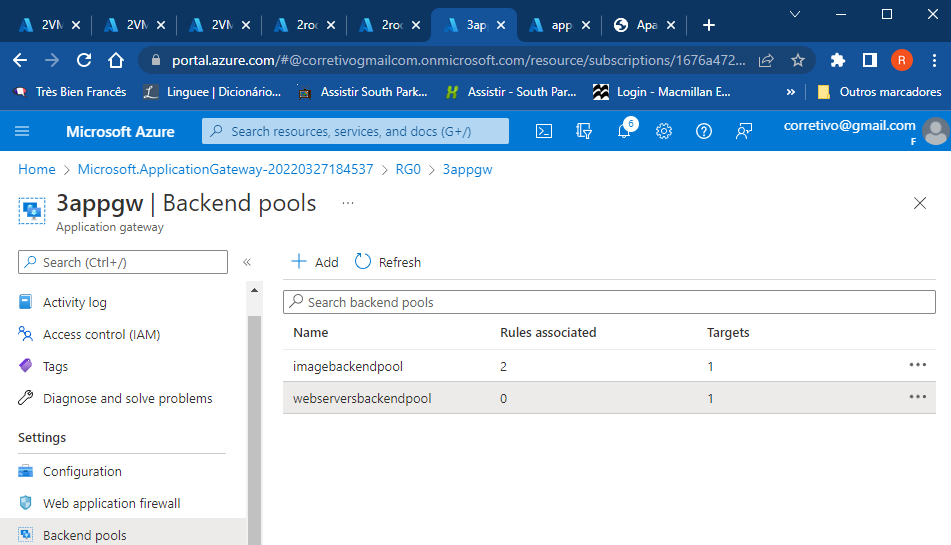 2VM
2VM
2VM
2roc
2roc
3ap
app
Apa
portal.azure.com/#@corretivogmailcom.onmicrosoft.com/resource/subscriptions/1676a472...
R
Très Bien Francês
Linguee | Dicionário...
Assistir South Park...
Assistir - South Par...
Login - Macmillan E...
»
Outros marcadores
Microsoft Azure
Search resources, services, and docs (G+/)
6
corretivo@gmail.com
F
Home > Microsoft.ApplicationGateway-20220327184537 > RG0 > 3appgw
3appgw | Backend pools ...
Application gateway
Search (Ctrl+/)
«
+ Add
Refresh
Activity log
Access control (IAM)
Tags
Diagnose and solve problems
Settings
Configuration
Web application firewall
Backend pools
Search backend pools
Name Rules associated Targets
imagebackendpool 2 1 ...
webserversbackendpool 0 1 ...